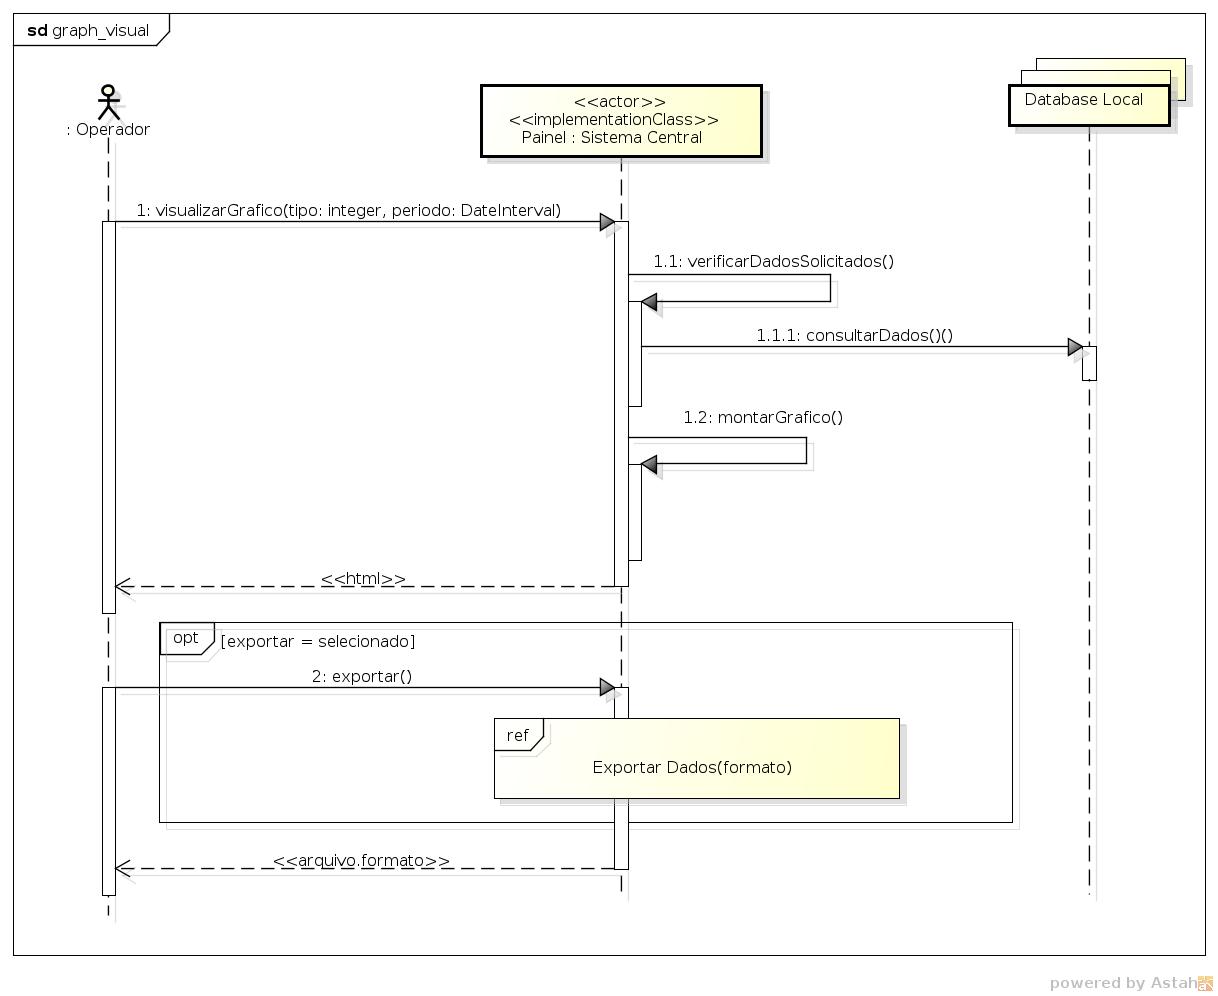 sd graph_visual
: Operador
<<actor>>
<<implementationClass>>
Painel : Sistema Central
Database Local
1: visualizarGrafico(tipo: integer, periodo: DateInterval)
1.1: verificarDadosSolicitados()
1.1.1: consultarDados()()
1.2: montarGrafico()
<<html>>
opt [exportar = selecionado]
2: exportar()
ref
Exportar Dados(formato)
<<arquivo.formato>>
powered by Astah